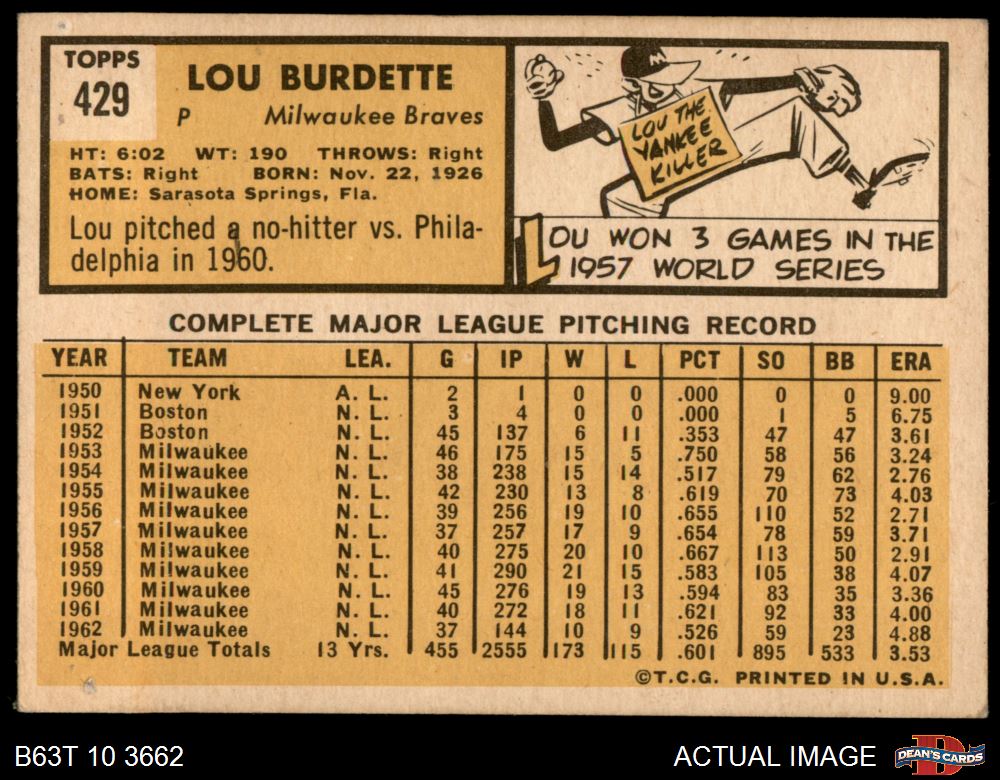 TOPPS
429
LOU BURDETTE
P Milwaukee Braves
HT: 6:02 WT: 190 THROWS: Right
BATS: Right BORN: Nov. 22, 1926
HOME: Sarasota Springs, Fla.
Lou pitched a no-hitter vs. Phila-
delphia in 1960.
M
LOU THE
YANKEE
KILLER
LOU WON 3 GAMES IN THE
1957 WORLD SERIES
COMPLETE MAJOR LEAGUE PITCHING RECORD
YEAR TEAM LEA. G IP W L PCT SO BB ERA
1950 New York A. L. 2 1 0 0 .000 0 0 9.00
1951 Boston N. L. 3 4 0 0 .000 1 5 6.75
1952 Boston N. L. 45 137 6 11 .353 47 47 3.61
1953 Milwaukee N. L. 46 175 15 5 .750 58 56 3.24
1954 Milwaukee N. L. 38 238 15 14 .517 79 62 2.76
1955 Milwaukee N. L. 42 230 13 8 .619 70 73 4.03
1956 Milwaukee N. L. 39 256 19 10 .655 110 52 2.71
1957 Milwaukee N. L. 37 257 17 9 .654 78 59 3.71
1958 Milwaukee N. L. 40 275 20 10 .667 113 50 2.91
1959 Milwaukee N. L. 41 290 21 15 .583 105 38 4.07
1960 Milwaukee N. L. 45 276 19 13 .594 83 35 3.36
1961 Milwaukee N. L. 40 272 18 11 .621 92 33 4.00
1962 Milwaukee N. L. 37 144 10 9 .526 59 23 4.88
Major League Totals 13 Yrs. 455 2555 173 115 .601 895 533 3.53
©T.C.G. PRINTED IN U.S.A.
B63T 10 3662
ACTUAL IMAGE
D
DEAN'S CARDS